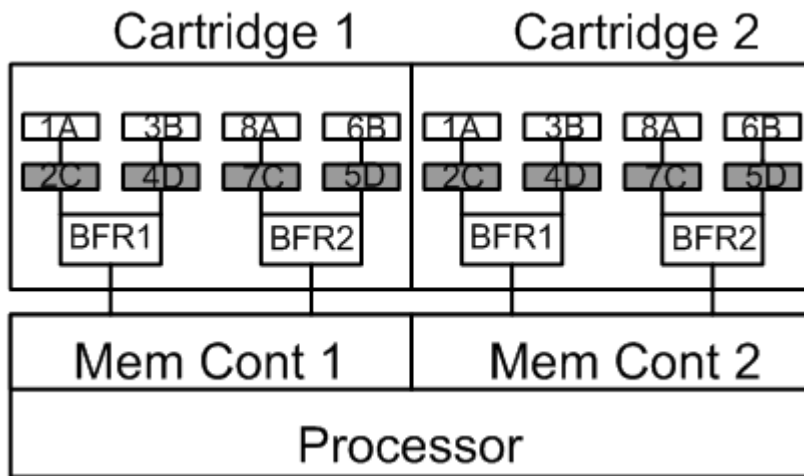 Cartridge 1 Cartridge 2
1A 3B 8A 6B 1A 3B 8A 6B
2C 4D 7C 5D 2C 4D 7C 5D
BFR1 BFR2 BFR1 BFR2
Mem Cont 1 Mem Cont 2
Processor